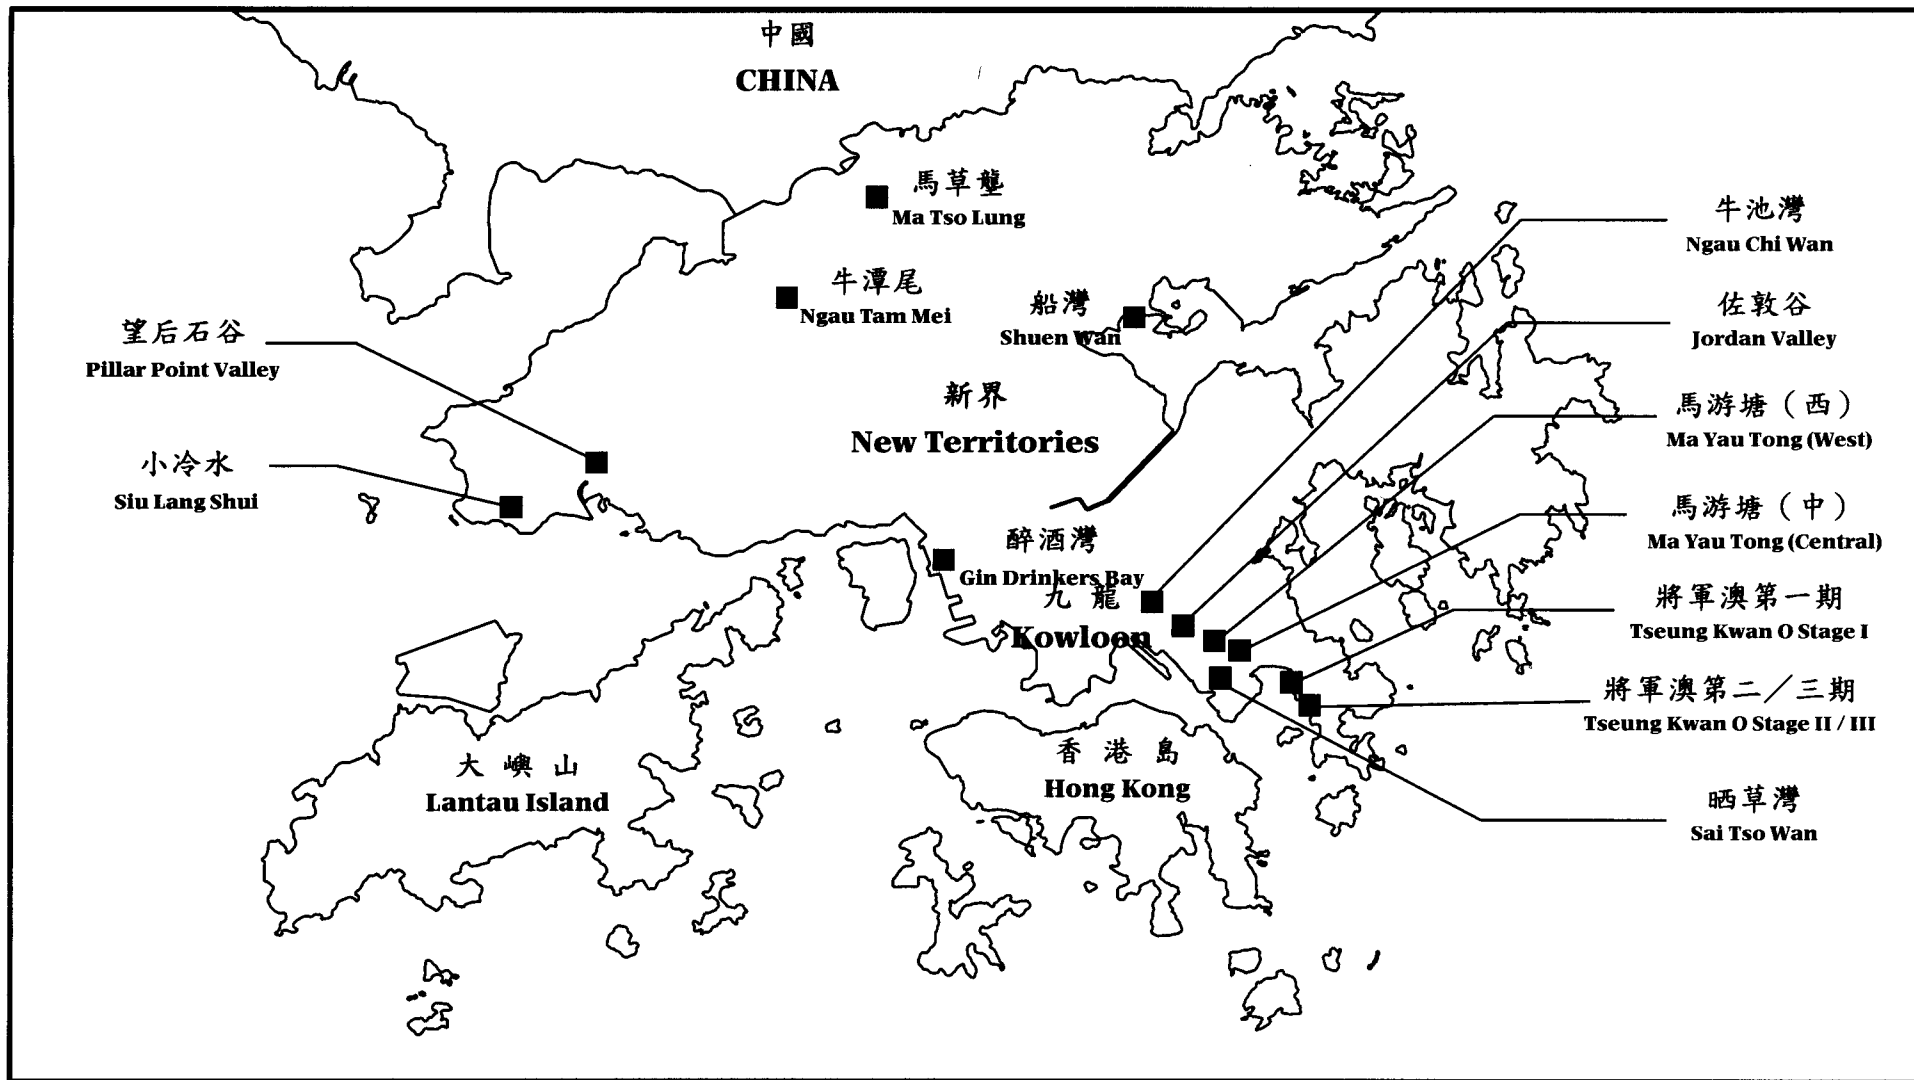 中國
CHINA
馬草壟
Ma Tso Lung
牛潭尾
Ngau Tam Mei
船灣
Shuen Wan
新界
New Territories
望后石谷
Pillar Point Valley
小冷水
Siu Lang Shui
醉酒灣
Gin Drinkers Bay
九龍
Kowloon
香港島
Hong Kong
大嶼山
Lantau Island
牛池灣
Ngau Chi Wan
佐敦谷
Jordan Valley
馬游塘（西）
Ma Yau Tong (West)
馬游塘（中）
Ma Yau Tong (Central)
將軍澳第一期
Tseung Kwan O Stage I
將軍澳第二／三期
Tseung Kwan O Stage II / III
晒草灣
Sai Tso Wan